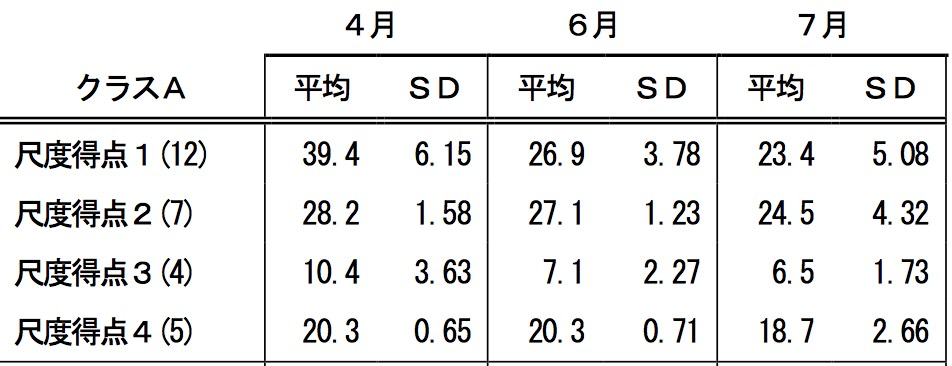 ４月 ６月 ７月
クラスＡ 平均 ＳＤ 平均 ＳＤ 平均 ＳＤ
尺度得点１(12) 39.4 6.15 26.9 3.78 23.4 5.08
尺度得点２(7) 28.2 1.58 27.1 1.23 24.5 4.32
尺度得点３(4) 10.4 3.63 7.1 2.27 6.5 1.73
尺度得点４(5) 20.3 0.65 20.3 0.71 18.7 2.66